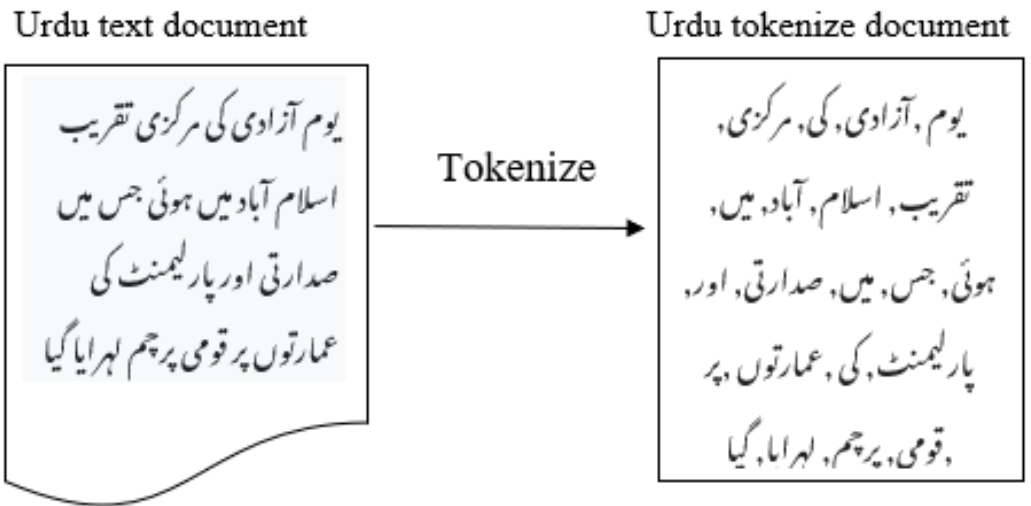 Urdu text document
یوم آزادی کی مرکزی تقریب
اسلام آباد میں ہوئی جس میں
صدارتی اور پارلیمنٹ کی
عمارتوں پر قومی پرچم لہرایا گیا
Tokenize
Urdu tokenize document
یوم ,آزادی, کی, مرکزی,
تقریب, اسلام, آباد, میں,
ہوئی, جس, میں, صدارتی, اور,
پارلیمنٹ, کی ,عمارتوں ,پر
,قومی, پرچم, لہرایا, گیا